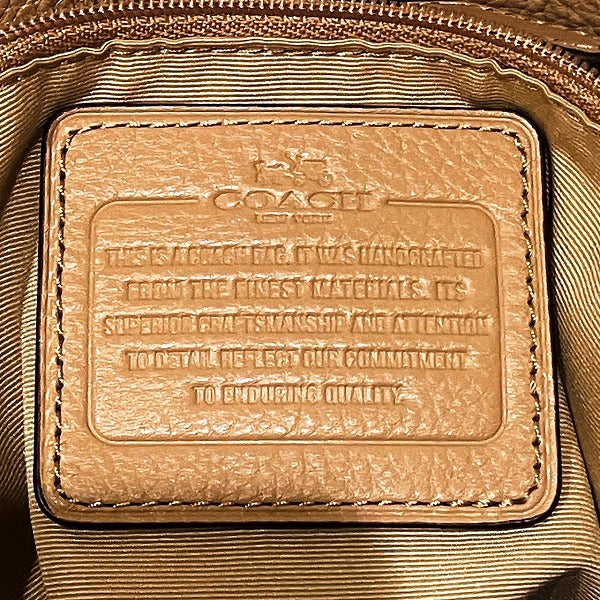 COACH
NEW YORK
THIS IS A COACH BAG. IT WAS HANDCRAFTED
FROM THE FINEST MATERIALS. ITS
SUPERIOR CRAFTSMANSHIP AND ATTENTION
TO DETAIL REFLECT OUR COMMITMENT
TO ENDURING QUALITY.